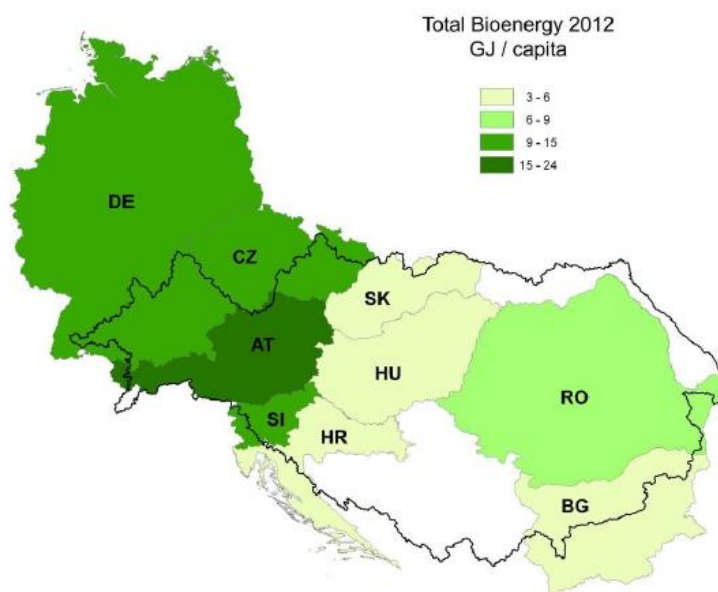 Total Bioenergy 2012
GJ / capita
3 - 6
6 - 9
9 - 15
15 - 24
DE
CZ
SK
AT
HU
RO
SI
HR
BG